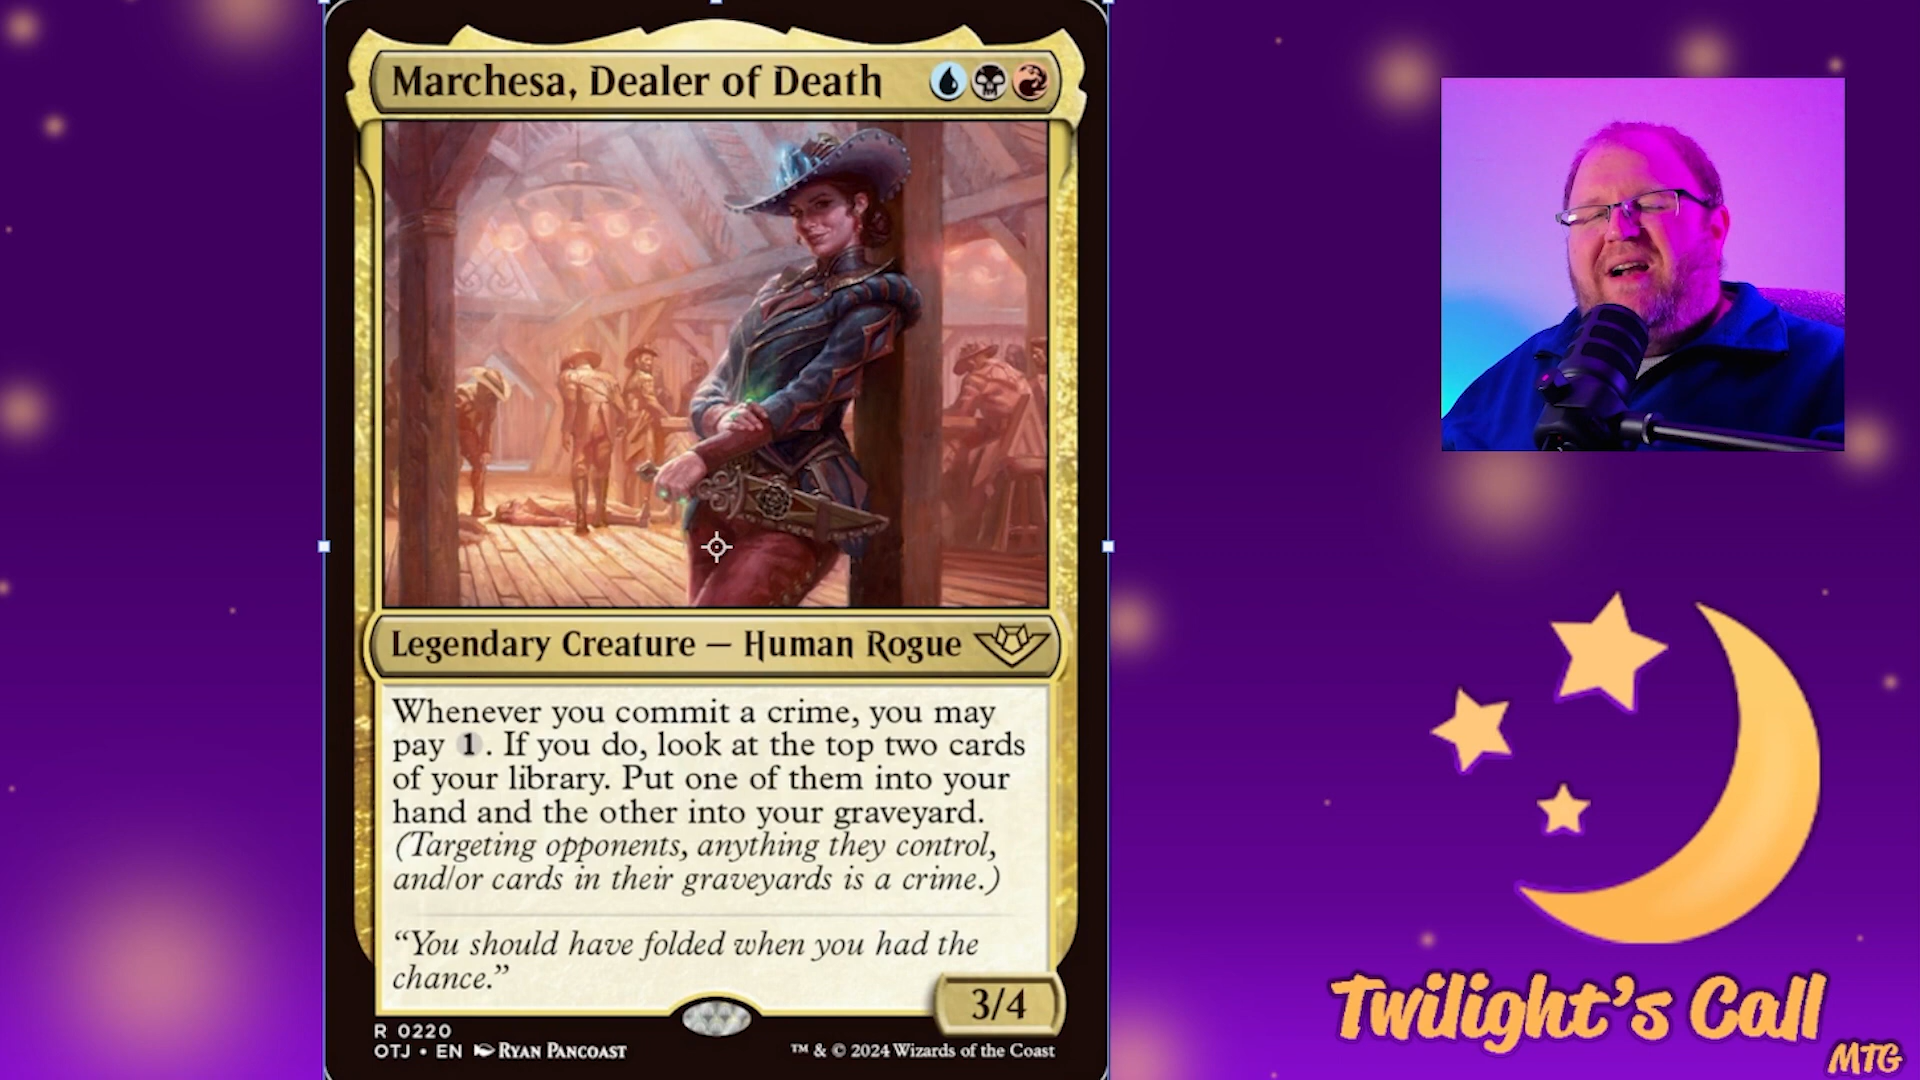 Marchesa, Dealer of Death
Legendary Creature — Human Rogue
Whenever you commit a crime, you may
pay 1. If you do, look at the top two cards
of your library. Put one of them into your
hand and the other into your graveyard.
(Targeting opponents, anything they control,
and/or cards in their graveyards is a crime.)
“You should have folded when you had the
chance.”
3/4
R 0220
OTJ • EN Ryan Pancoast
™ & © 2024 Wizards of the Coast
Twilight's Call
MTG